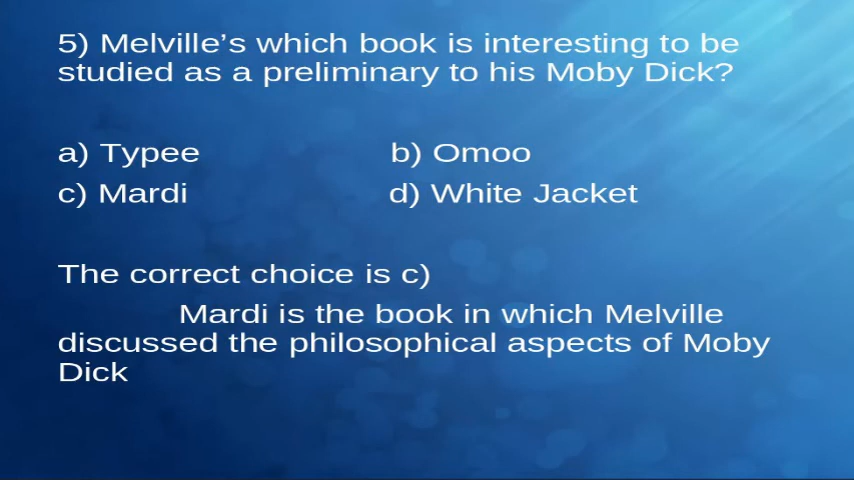 5) Melville’s which book is interesting to be
studied as a preliminary to his Moby Dick?
a) Typee b) Omoo
c) Mardi d) White Jacket
The correct choice is c)
Mardi is the book in which Melville
discussed the philosophical aspects of Moby
Dick